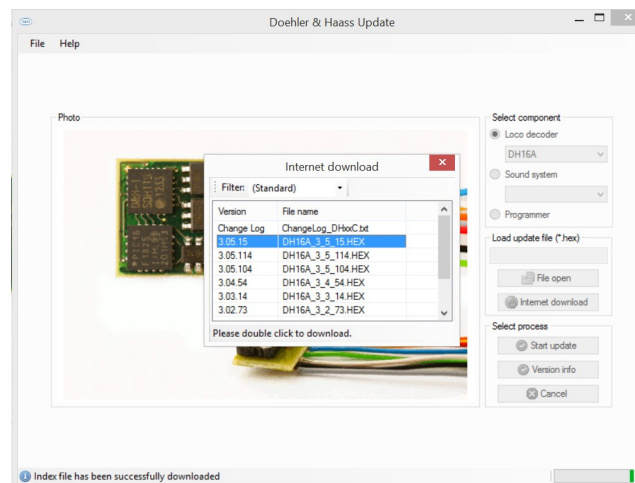 Doehler & Haass Update
File Help
Photo
Internet download
Filter: (Standard)
Version File name
Change Log ChangeLog_DHxxC.txt
3.05.15 DH16A_3_5_15.HEX
3.05.114 DH16A_3_5_114.HEX
3.05.104 DH16A_3_5_104.HEX
3.04.54 DH16A_3_4_54.HEX
3.03.14 DH16A_3_3_14.HEX
3.02.73 DH16A_3_2_73.HEX
Please double click to download.
Select component
Loco decoder
DH16A
Sound system
Programmer
Load update file (*.hex)
File open
Internet download
Select process
Start update
Version info
Cancel
Index file has been successfully downloaded